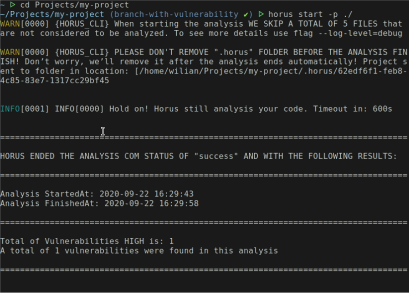 ~ ᐅ cd Projects/my-project
~/Projects/my-project (branch-with-vulnerability ✔) ᐅ horus start -p ./
WARN[0000] {HORUS_CLI} When starting the analysis WE SKIP A TOTAL OF 5 FILES that
are not considered to be analyzed. To see more details use flag --log-level=debug
WARN[0000] {HORUS_CLI} PLEASE DON'T REMOVE ".horus" FOLDER BEFORE THE ANALYSIS FIN
ISH! Don't worry, we'll remove it after the analysis ends automatically! Project s
ent to folder in location: [/home/wilian/Projects/my-project/.horus/62edf6f1-feb8-
4c85-83e7-1317cc29bf45
INFO[0001] INFO[0000] Hold on! Horus still analysis your code. Timeout in: 600s
==================================================================================
HORUS ENDED THE ANALYSIS COM STATUS OF "success" AND WITH THE FOLLOWING RESULTS:
==================================================================================
Analysis StartedAt: 2020-09-22 16:29:43
Analysis FinishedAt: 2020-09-22 16:29:58
==================================================================================
Total of Vulnerabilities HIGH is: 1
A total of 1 vulnerabilities were found in this analysis
==================================================================================